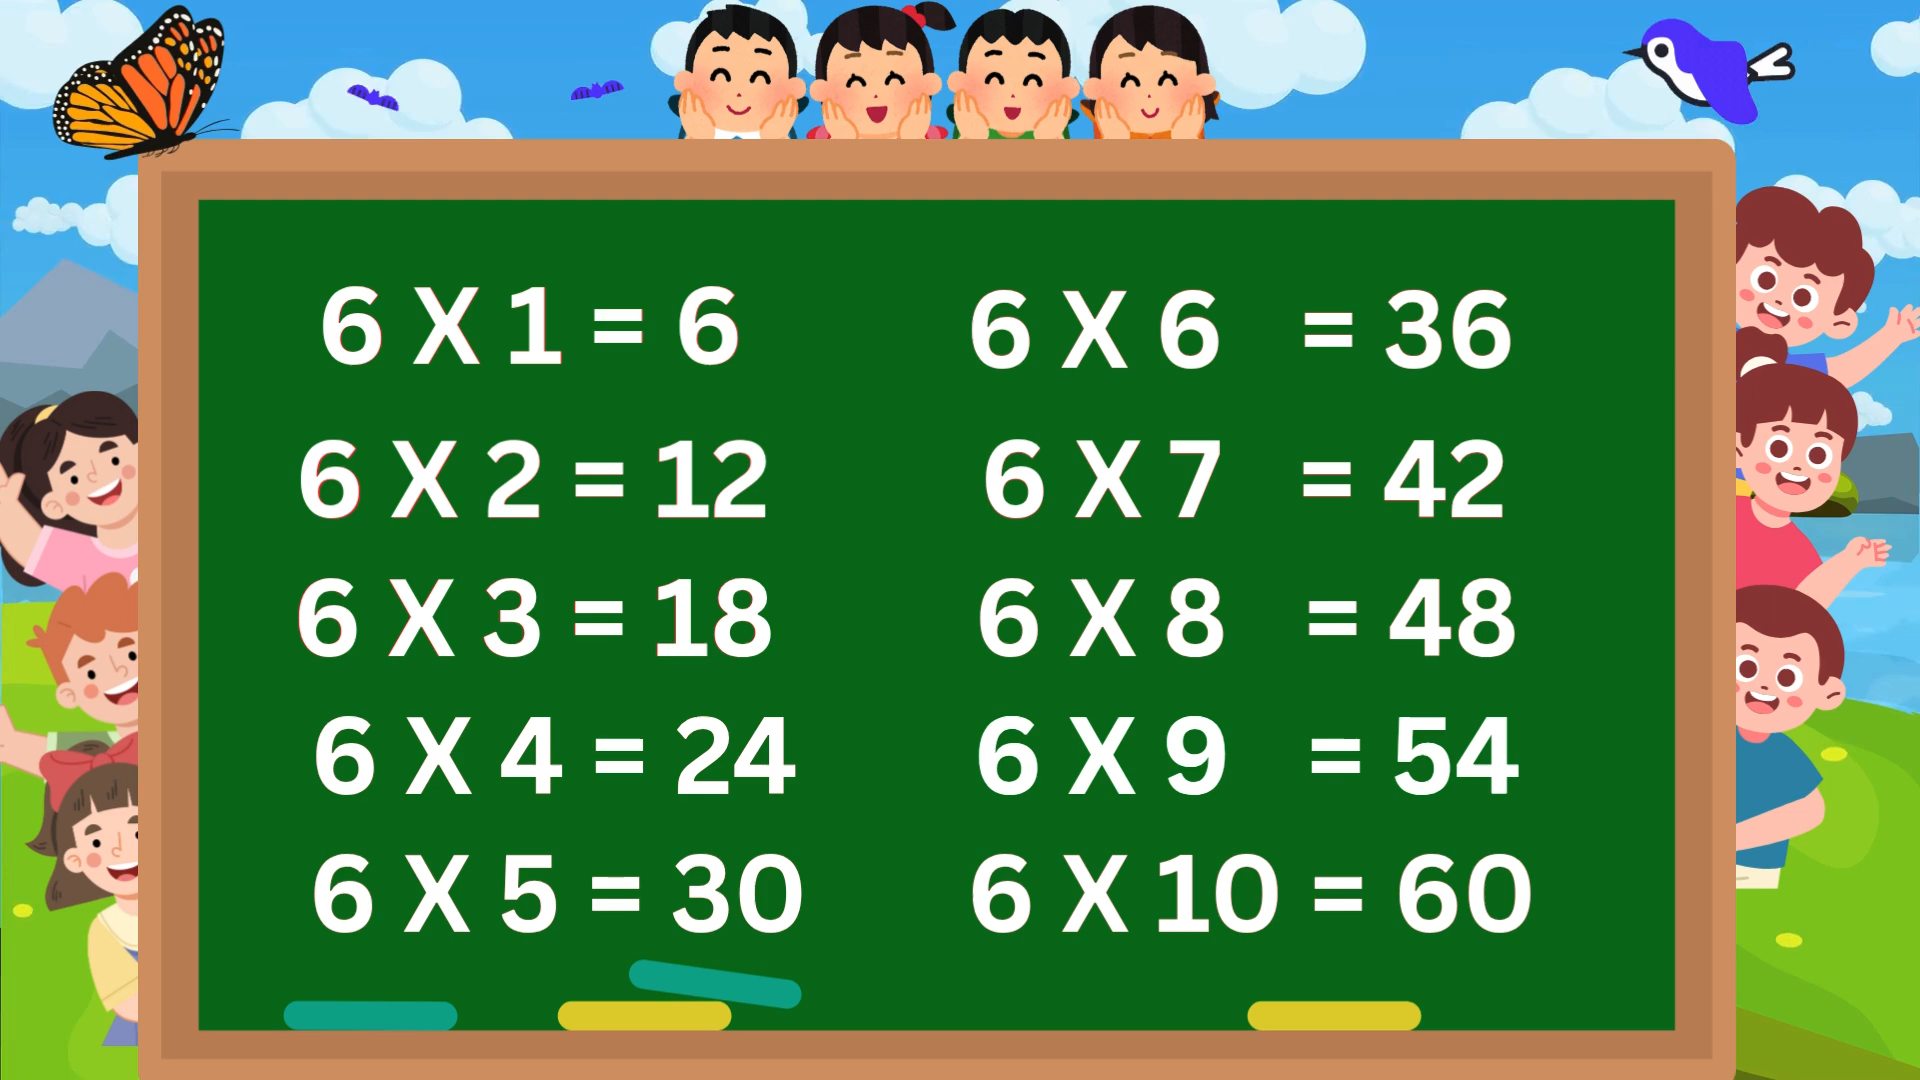 6 X 1 = 6
6 X 2 = 12
6 X 3 = 18
6 X 4 = 24
6 X 5 = 30
6 X 6 = 36
6 X 7 = 42
6 X 8 = 48
6 X 9 = 54
6 X 10 = 60